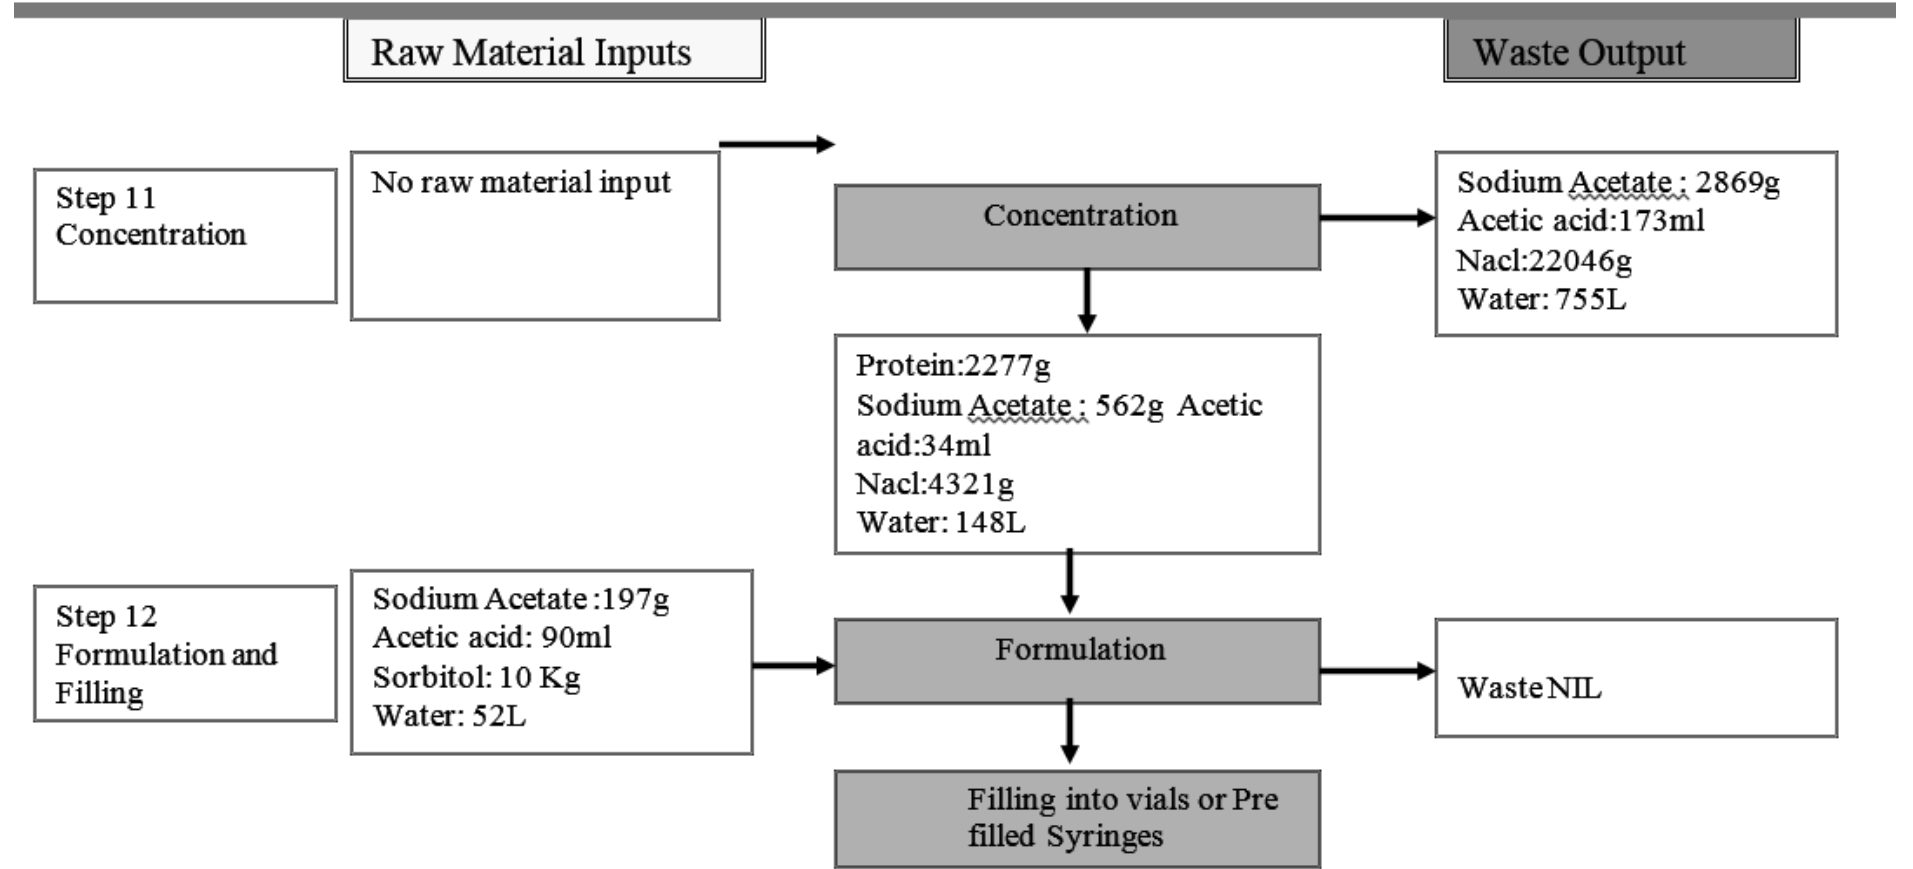 Raw Material Inputs
Waste Output
Step 11
Concentration
No raw material input
Concentration
Sodium Acetate : 2869g
Acetic acid:173ml
Nacl:22046g
Water: 755L
Protein:2277g
Sodium Acetate : 562g Acetic
acid:34ml
Nacl:4321g
Water: 148L
Step 12
Formulation and
Filling
Sodium Acetate :197g
Acetic acid: 90ml
Sorbitol: 10 Kg
Water: 52L
Formulation
Waste NIL
Filling into vials or Pre
filled Syringes